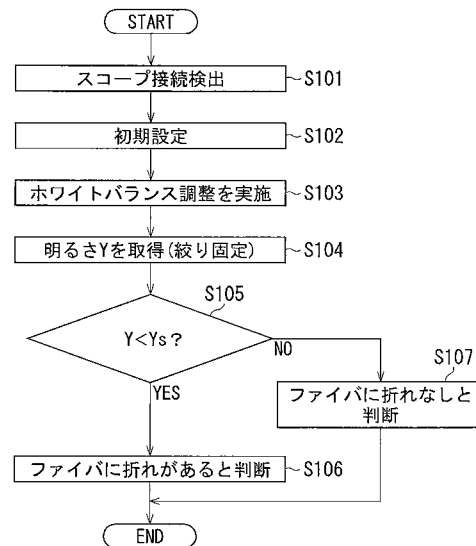 START
スコープ接続検出
S101
初期設定
S102
ホワイトバランス調整を実施
S103
明るさYを取得(絞り固定)
S104
S105
Y<Ys?
NO
YES
S107
ファイバに折れなしと
判断
ファイバに折れがあると判断
S106
END